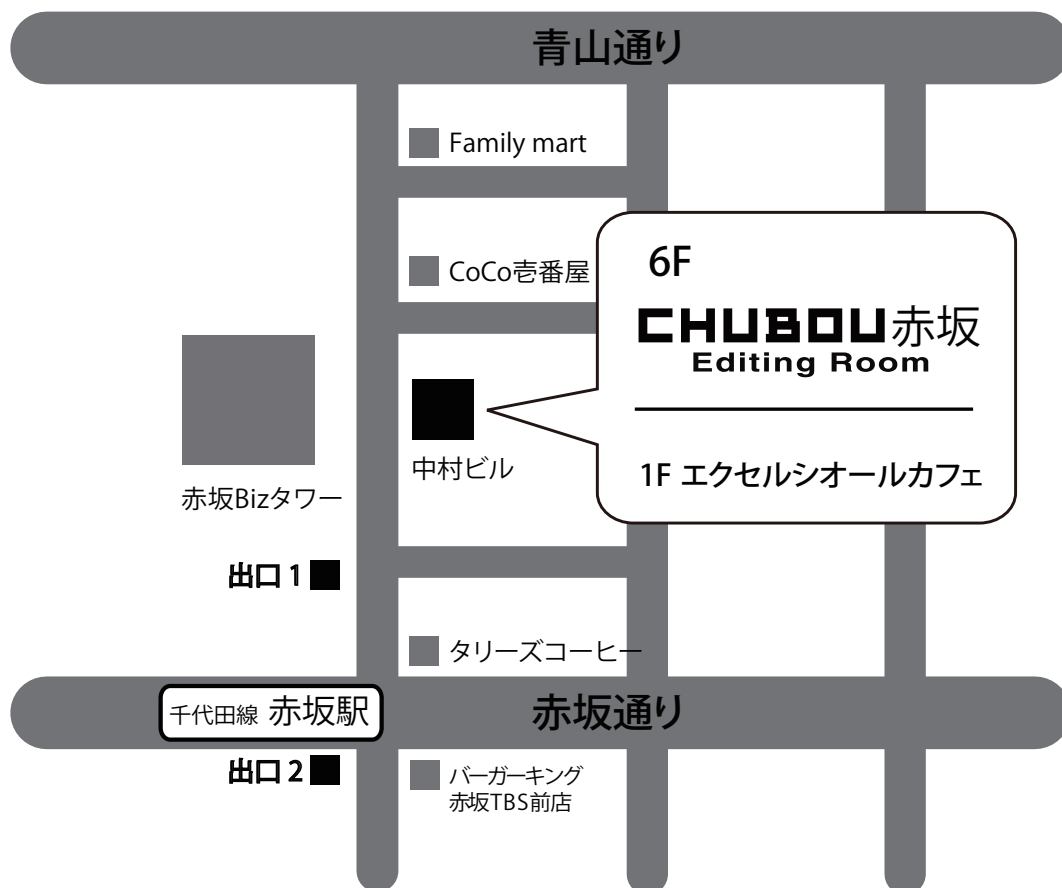 青山通り
Family mart
CoCo壱番屋
6F
CHUBOU赤坂
Editing Room
1F エクセルシオールカフェ
中村ビル
赤坂Bizタワー
出口 1
タリーズコーヒー
千代田線 赤坂駅
赤坂通り
出口 2
バーガーキング
赤坂TBS前店